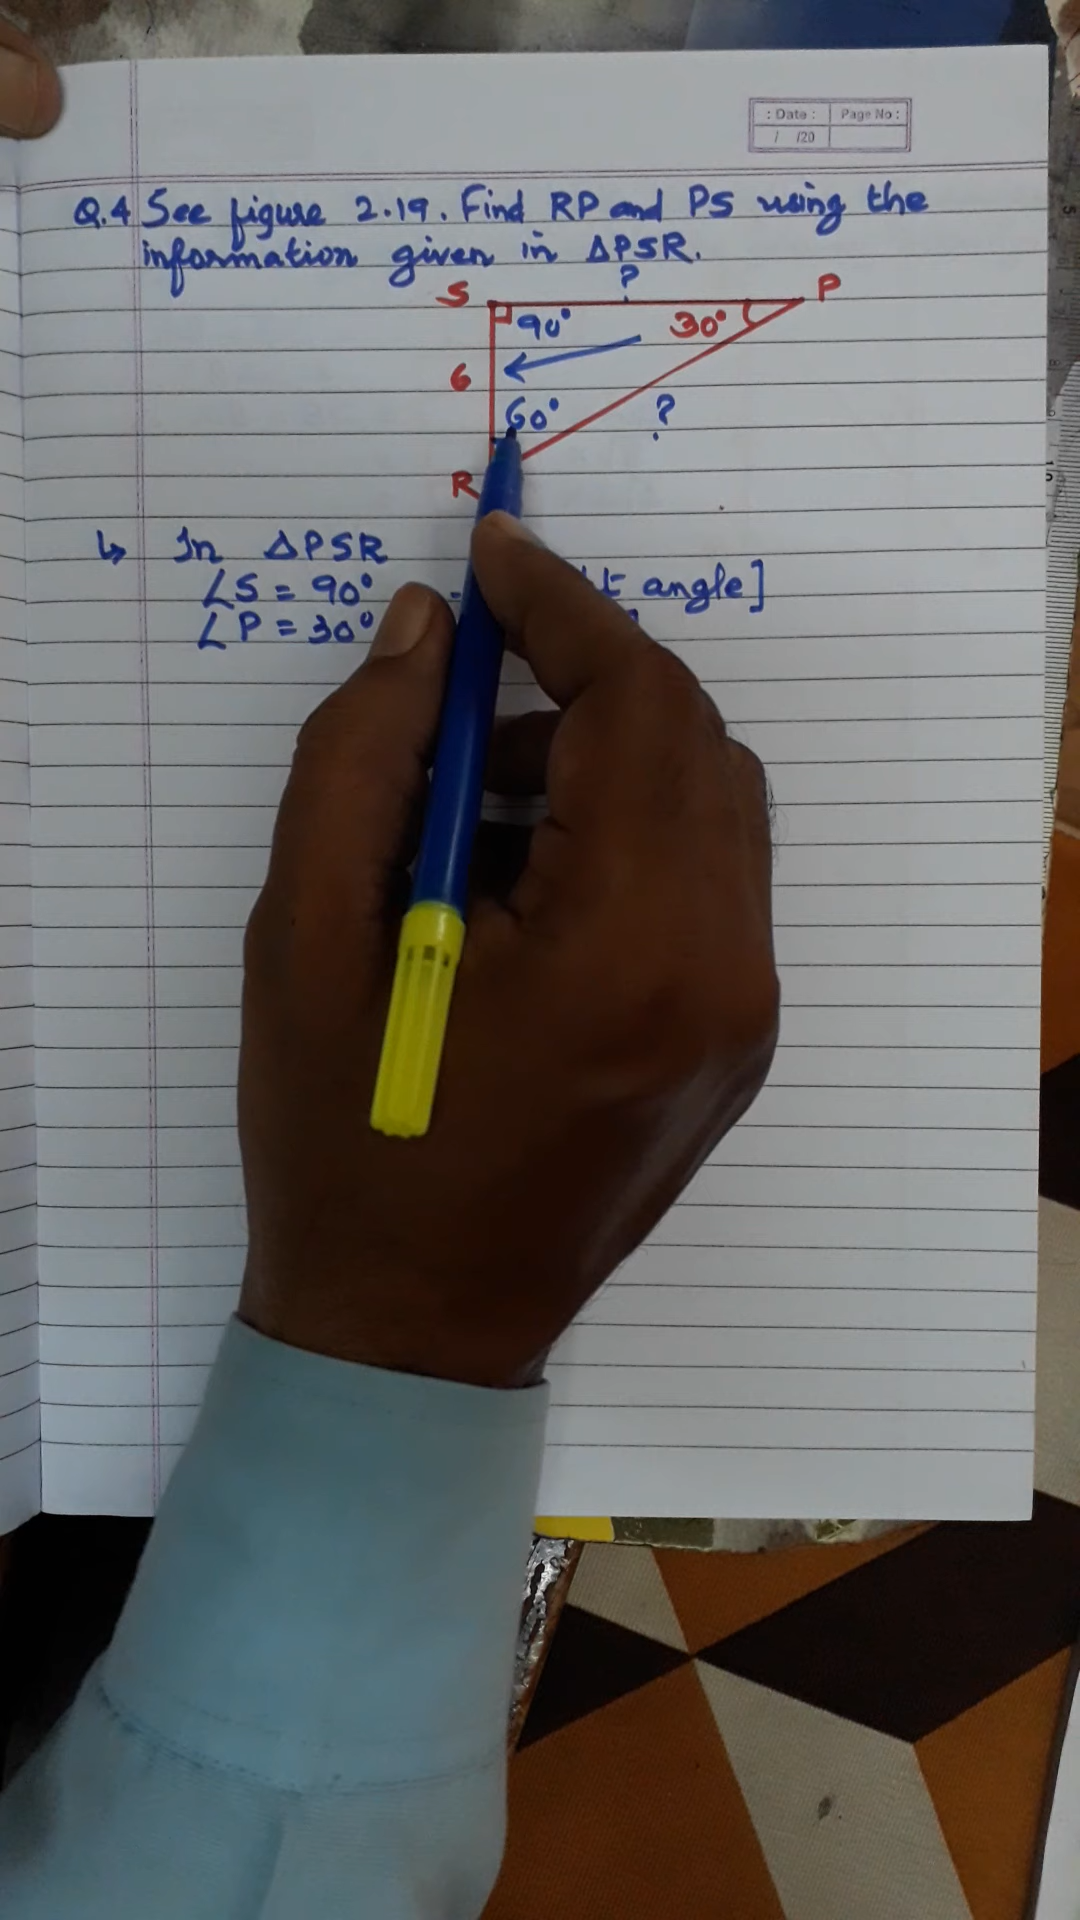 : Date : Page No :
/ /20
Q.4 See figure 2.19. Find RP and PS using the
information given in ΔPSR.
?
S P
90° 30°
6
60° ?
R
↳ In ΔPSR
∠S = 90° angle]
∠P = 30°